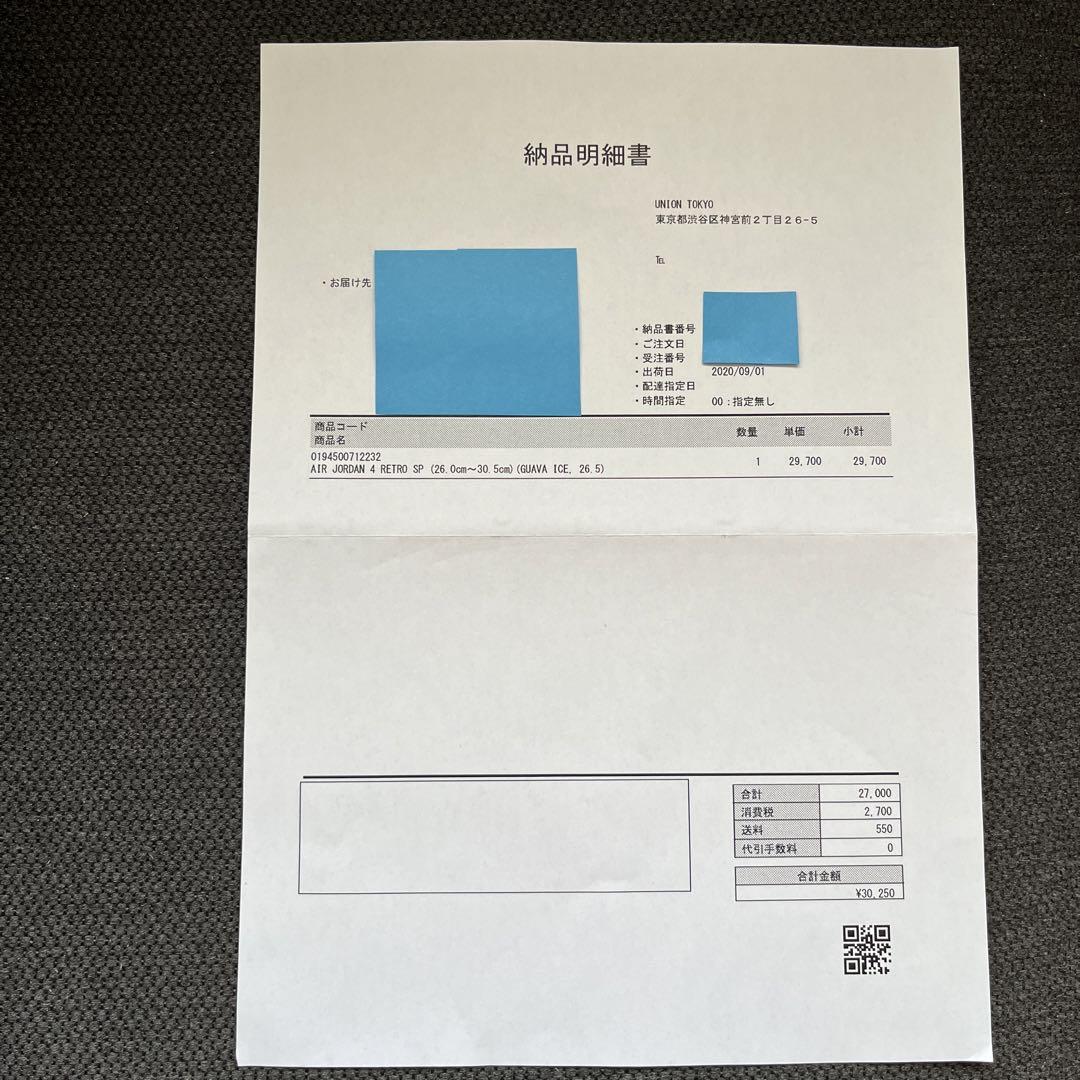 納品明細書
UNION TOKYO
東京都渋谷区神宮前2丁目26-5
℡
・お届け先
・納品書番号
・ご注文日
・受注番号
・出荷日 2020/09/01
・配達指定日
・時間指定 00:指定無し
商品コード
商品名 数量 単価 小計
0194500712232
AIR JORDAN 4 RETRO SP (26.0cm～30.5cm)(GUAVA ICE, 26.5) 1 29,700 29,700
合計 27,000
消費税 2,700
送料 550
代引手数料 0
合計金額
¥30,250